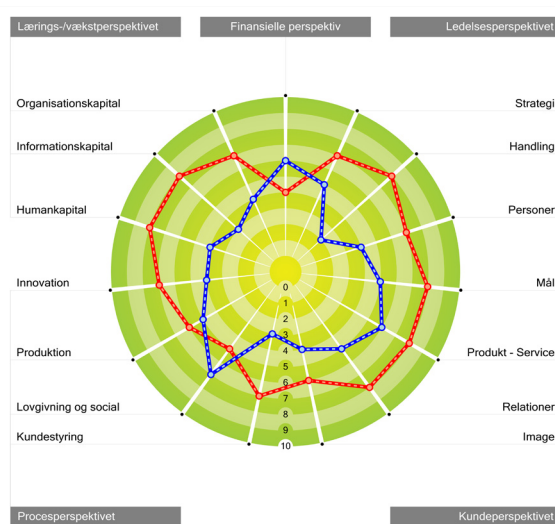 Lærings-/vækstperspektivet
Finansielle perspektiv
Ledelsesperspektivet
Organisationskapital
Strategi
Informationskapital
Handling
Humankapital
Personer
Innovation
Mål
0
1
2
3
4
5
6
7
8
9
10
Produktion
Produkt - Service
Lovgivning og social
Relationer
Kundestyring
Image
Procesperspektivet
Kundeperspektivet